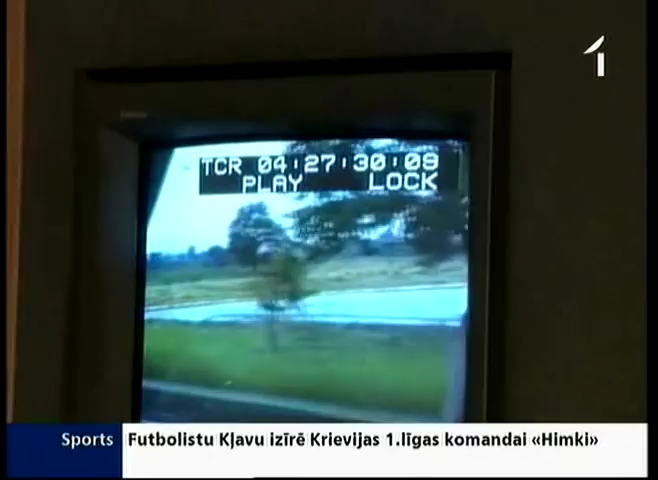 1
TCR 04:27:30:09
PLAY LOCK
Sports Futbolistu Kļavu izīrē Krievijas 1.līgas komandai «Himki»